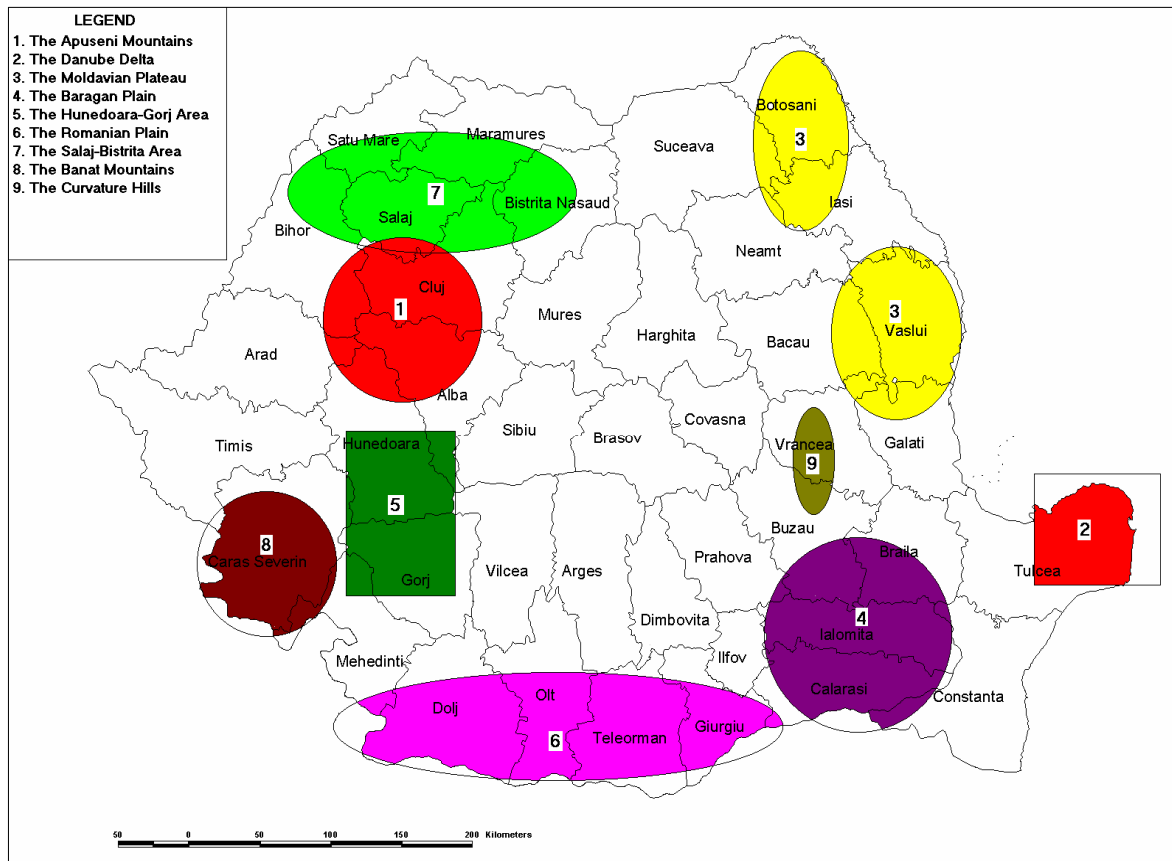 LEGEND
1. The Apuseni Mountains
2. The Danube Delta
3. The Moldavian Plateau
4. The Baragan Plain
5. The Hunedoara-Gorj Area
6. The Romanian Plain
7. The Salaj-Bistrita Area
8. The Banat Mountains
9. The Curvature Hills
Botosani
Satu Mare
Maramures
3
Suceava
7
Salaj
Bistrita Nasaud
Iasi
Bihor
Neamt
Cluj
1
Mures
3
Vaslui
Harghita
Bacau
Arad
Alba
Covasna
Sibiu
Brasov
Vrancea
Galati
Timis
Hunedoara
9
5
Buzau
2
8
Braila
Caras Severin
Prahova
Vilcea
Arges
Tulcea
Gorj
4
Dimbovita
Ialomita
Mehedinti
Ilfov
Calarasi
Constanta
Olt
Dolj
Giurgiu
6
Teleorman
50 0 50 100 150 200 Kilometers